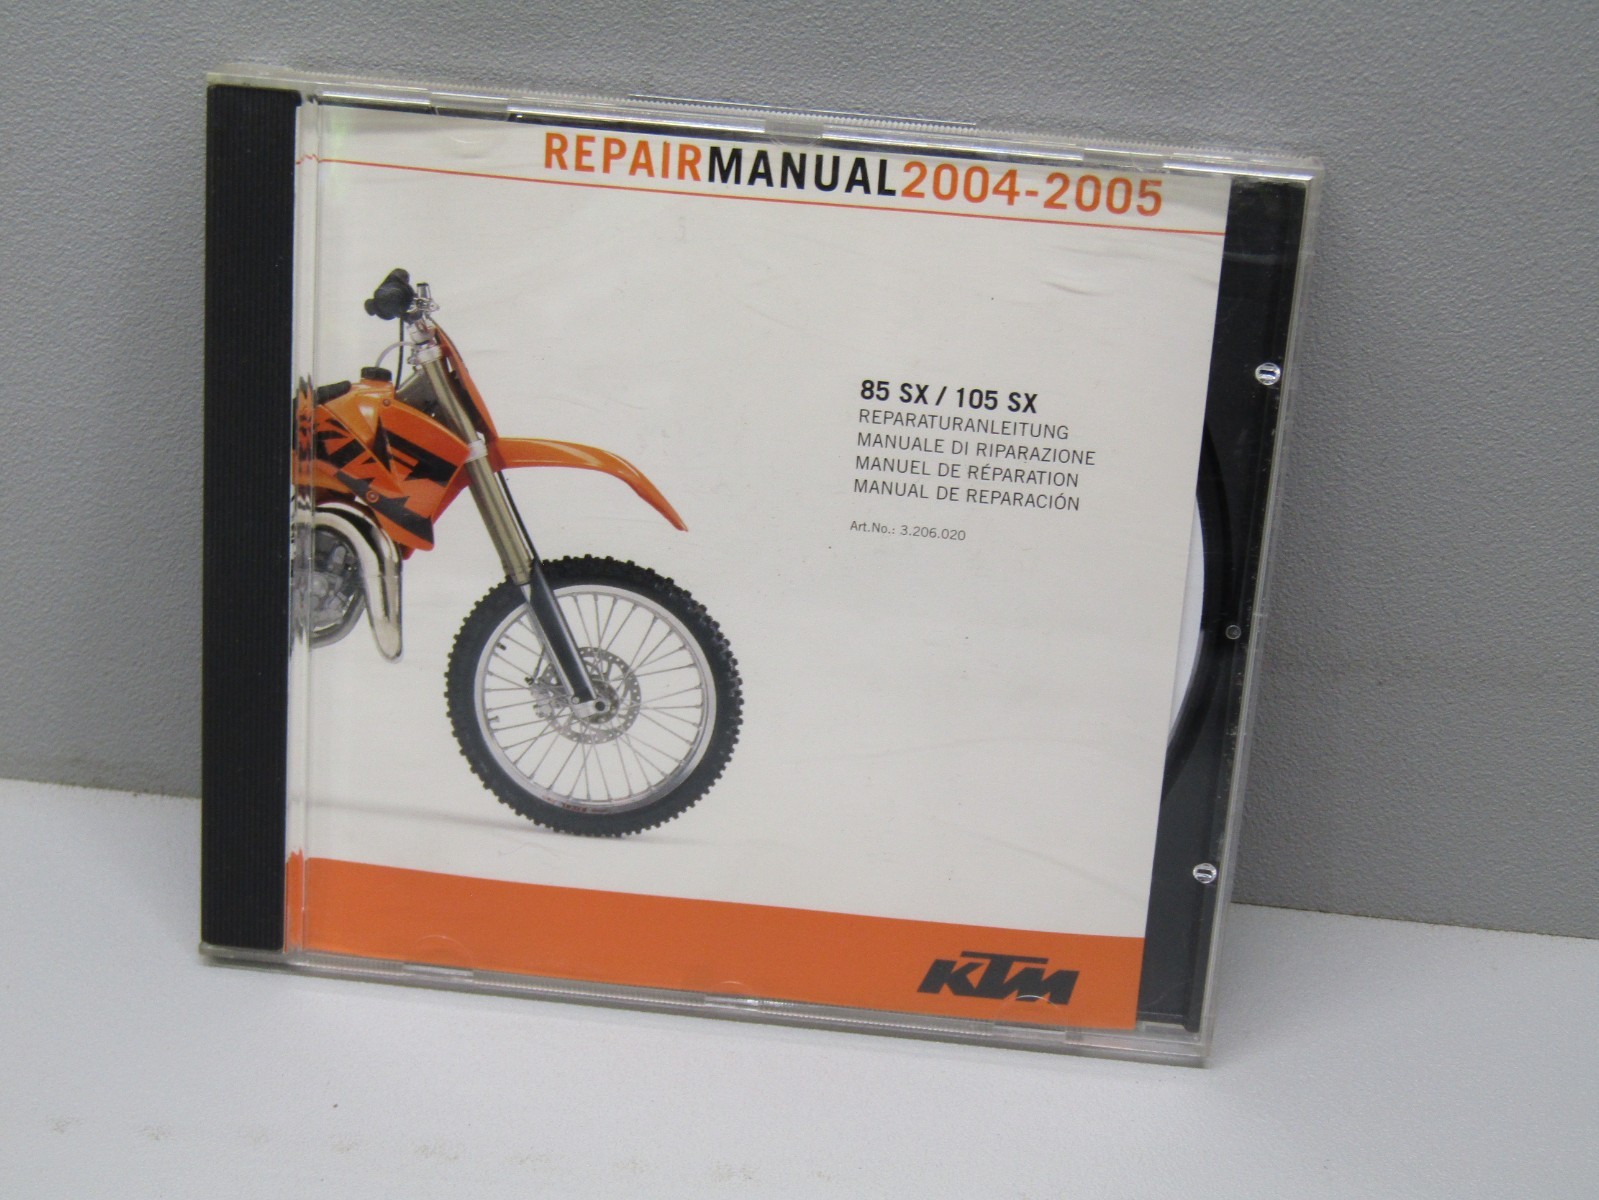 REPAIRMANUAL2004-2005
85 SX / 105 SX
REPARATURANLEITUNG
MANUALE DI RIPARAZIONE
MANUEL DE RÉPARATION
MANUAL DE REPARACIÓN
Art.No.: 3.206.020
KTM
KTM